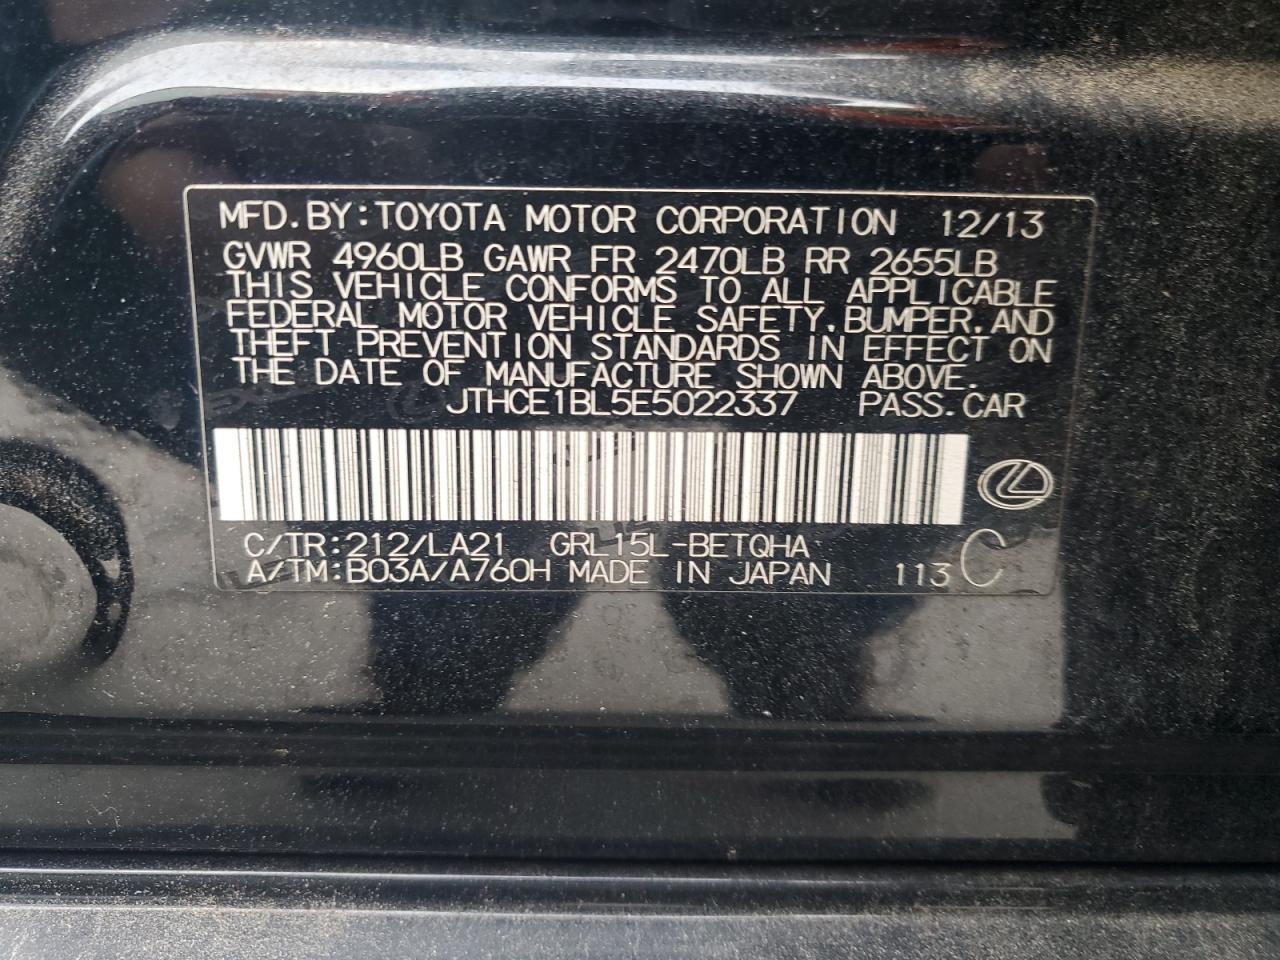 MFD.BY:TOYOTA MOTOR CORPORATION 12/13
GVWR 4960LB GAWR FR 2470LB RR 2655LB
THIS VEHICLE CONFORMS TO ALL APPLICABLE
FEDERAL MOTOR VEHICLE SAFETY,BUMPER,AND
THEFT PREVENTION STANDARDS IN EFFECT ON
THE DATE OF MANUFACTURE SHOWN ABOVE.
JTHCE1BL5E5022337 PASS.CAR
C/TR:212/LA21 GRL15L-BETQHA
A/TM:B03A/A760H MADE IN JAPAN 113 C